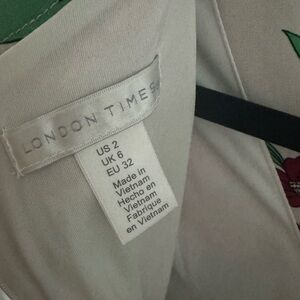 LONDON TIMES
US 2
UK 6
EU 32
Made in
Vietnam
Hecho en
Vietnam
Fabriqué
en Vietnam